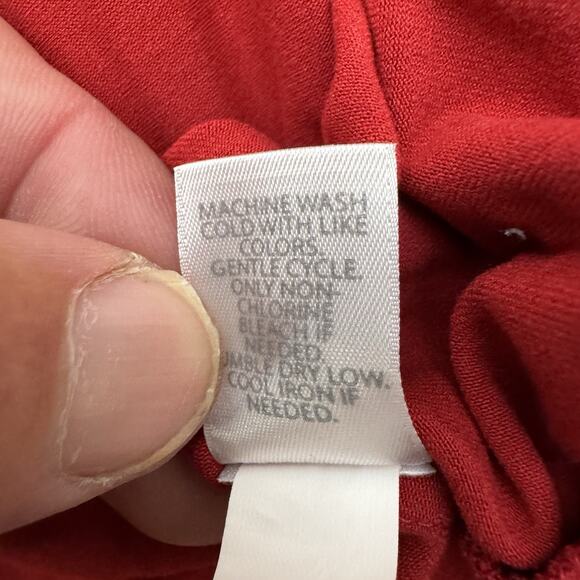 MACHINE WASH
COLD WITH LIKE
COLORS.
GENTLE CYCLE.
ONLY NON-
CHLORINE
BLEACH IF
NEEDED.
UMBLE DRY LOW.
COOL IRON IF
NEEDED.